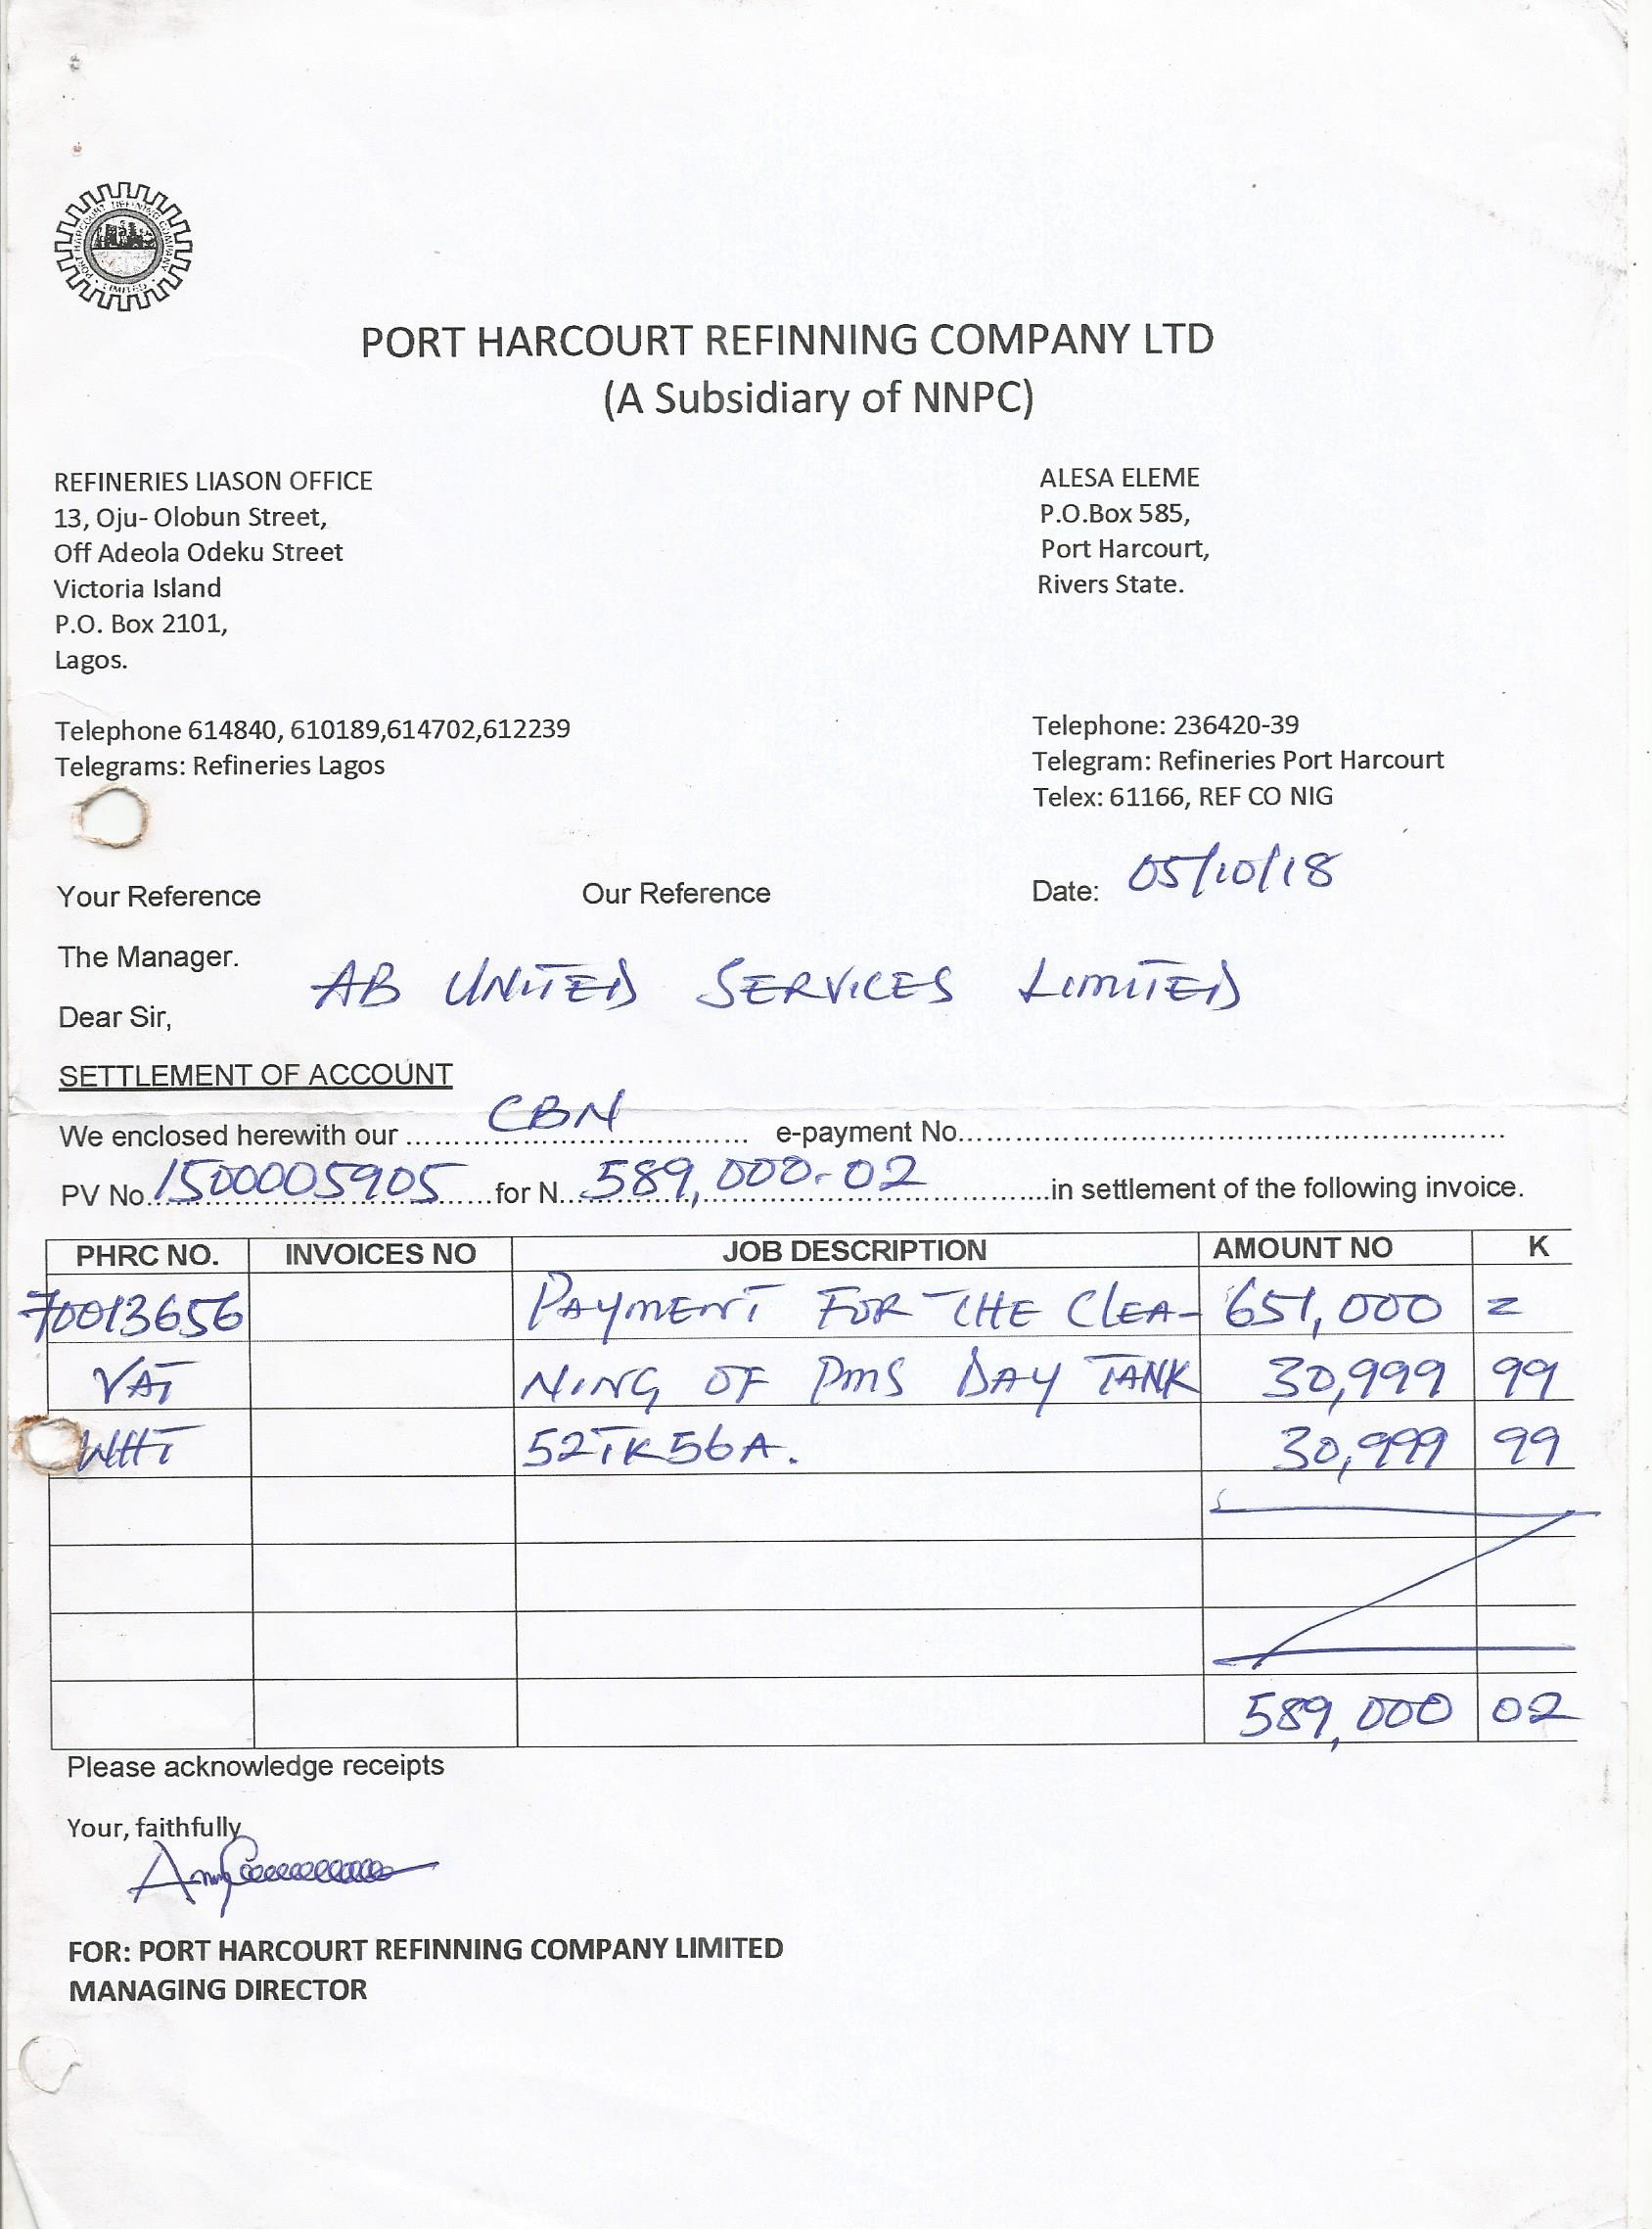 PORT HARCOURT REFINING COMPANY
LIMITED
PORT HARCOURT REFINNING COMPANY LTD
(A Subsidiary of NNPC)
REFINERIES LIASON OFFICE
13, Oju- Olobun Street,
Off Adeola Odeku Street
Victoria Island
P.O. Box 2101,
Lagos.
ALESA ELEME
P.O.Box 585,
Port Harcourt,
Rivers State.
Telephone 614840, 610189,614702,612239
Telegrams: Refineries Lagos
Telephone: 236420-39
Telegram: Refineries Port Harcourt
Telex: 61166, REF CO NIG
Your Reference Our Reference Date: 05/10/18
The Manager.
AB UNITED SERVICES LIMITED
Dear Sir,
SETTLEMENT OF ACCOUNT
We enclosed herewith our ... CBN ... e-payment No...
PV No. 1500005905 ...for N... 589,000.02 ...in settlement of the following invoice.
PHRC NO. INVOICES NO JOB DESCRIPTION AMOUNT NO K
70013656 PAYMENT FOR THE CLEA- 651,000 =
VAT NING OF PMS DAY TANK 30,999 99
WHT 52TK56A. 30,999 99
589,000 02
Please acknowledge receipts
Your, faithfully
FOR: PORT HARCOURT REFINNING COMPANY LIMITED
MANAGING DIRECTOR